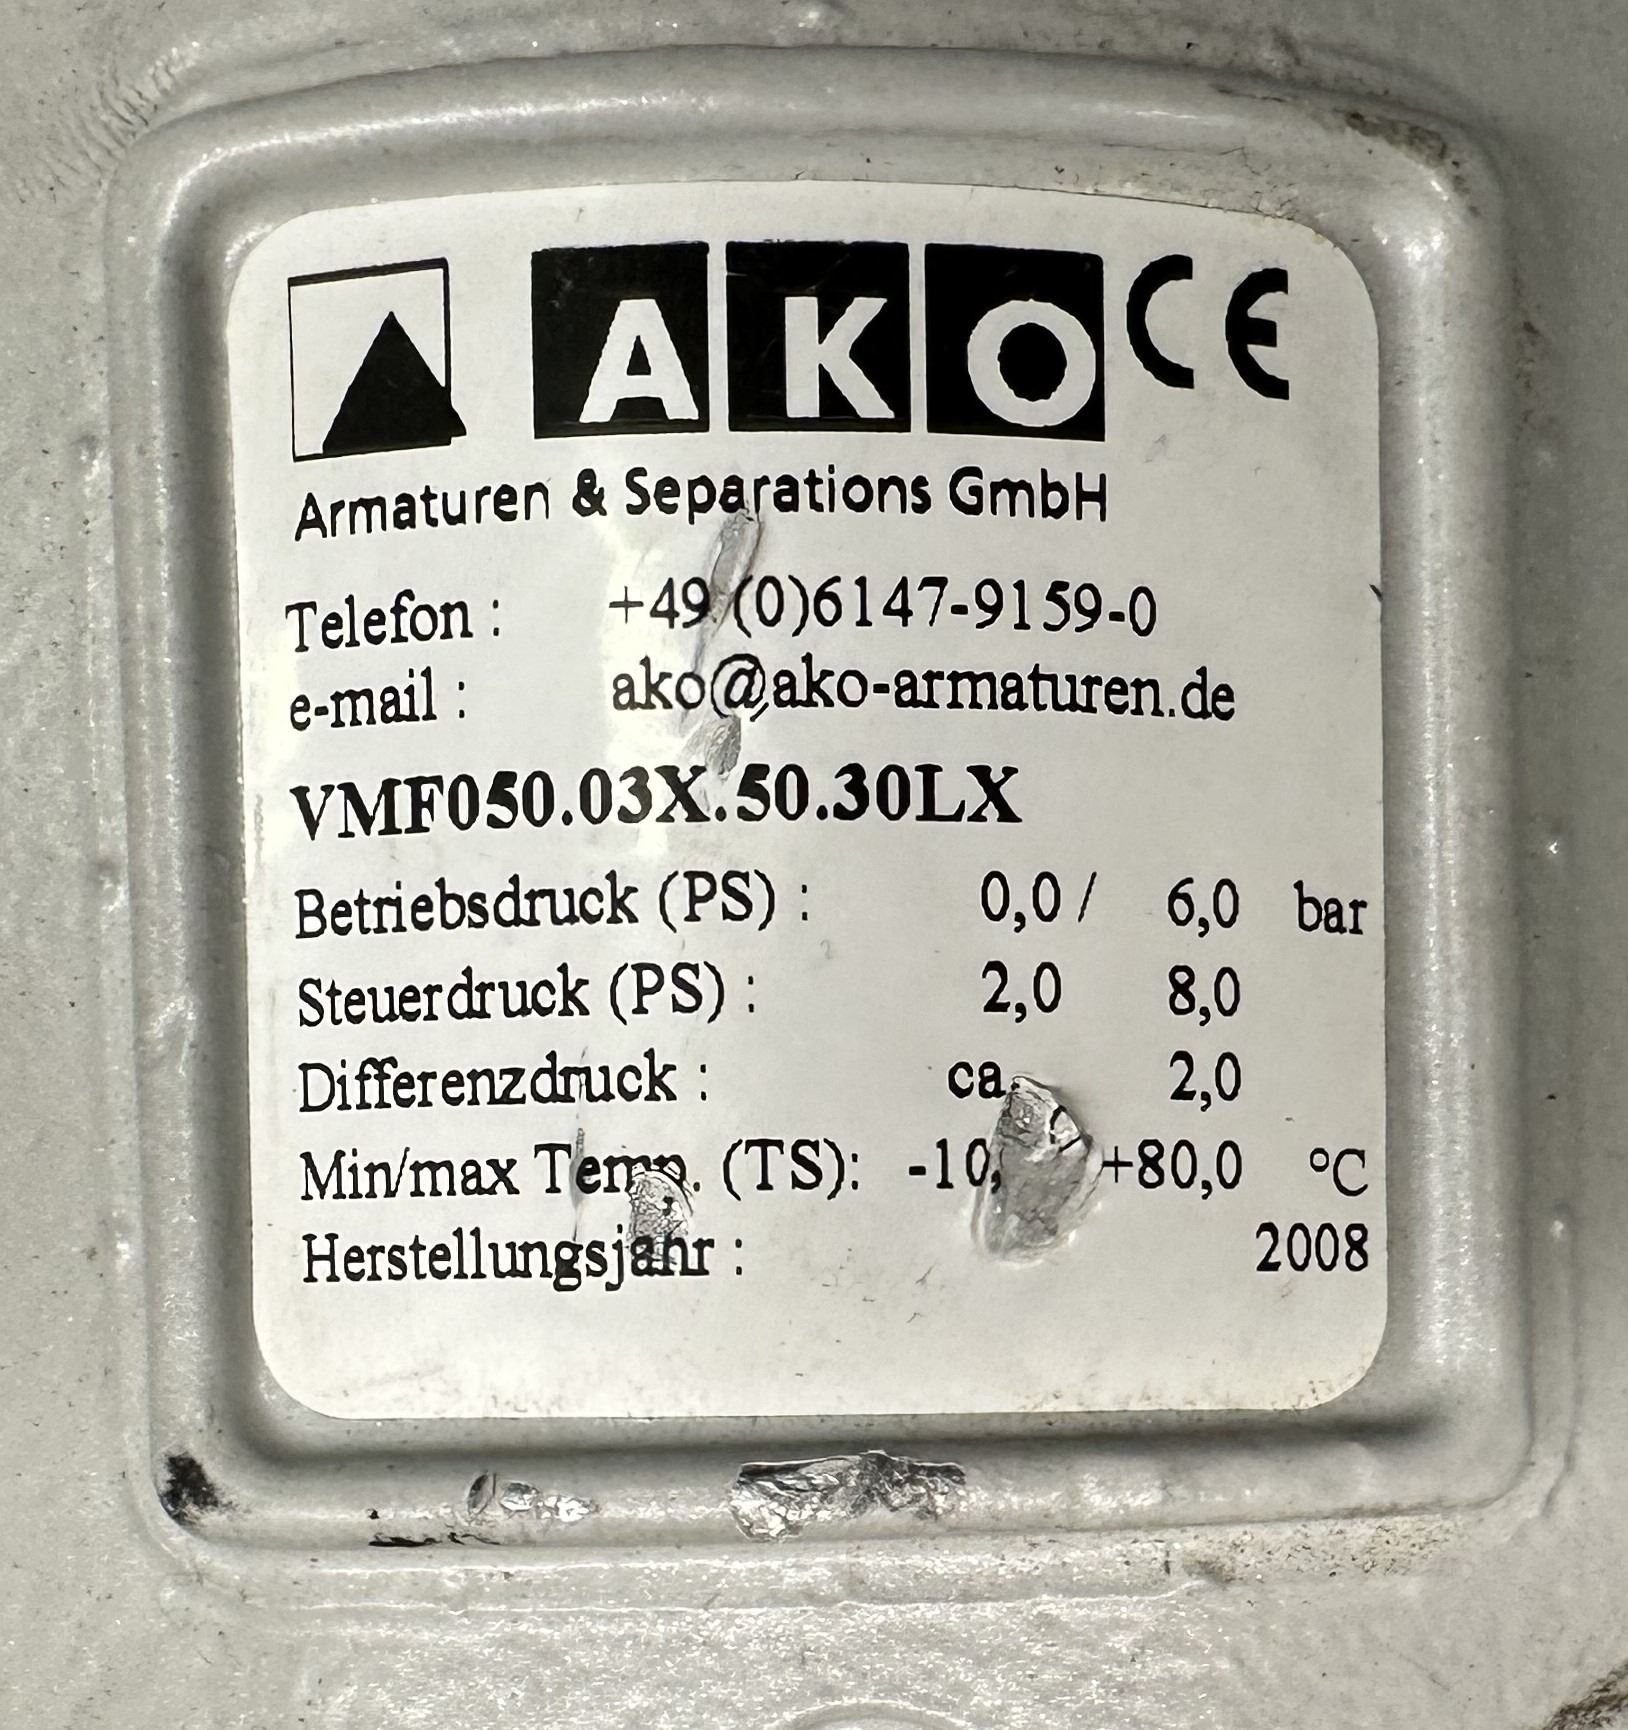 AKO CE
Armaturen & Separations GmbH
Telefon : +49 (0)6147-9159-0
e-mail : ako@ako-armaturen.de
VMF050.03X.50.30LX
Betriebsdruck (PS) : 0,0 / 6,0 bar
Steuerdruck (PS) : 2,0 8,0
Differenzdruck : ca. 2,0
Min/max Temp. (TS): -10, +80,0 °C
Herstellungsjahr : 2008